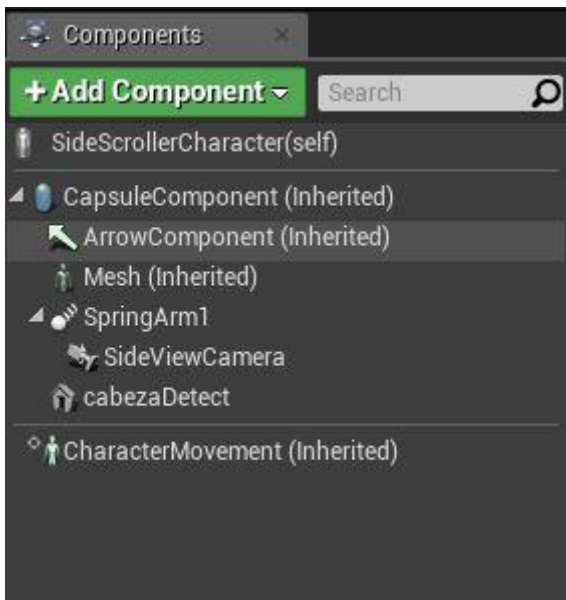 Components
+ Add Component
Search
SideScrollerCharacter(self)
CapsuleComponent (Inherited)
ArrowComponent (Inherited)
Mesh (Inherited)
SpringArm1
SideViewCamera
cabezaDetect
CharacterMovement (Inherited)